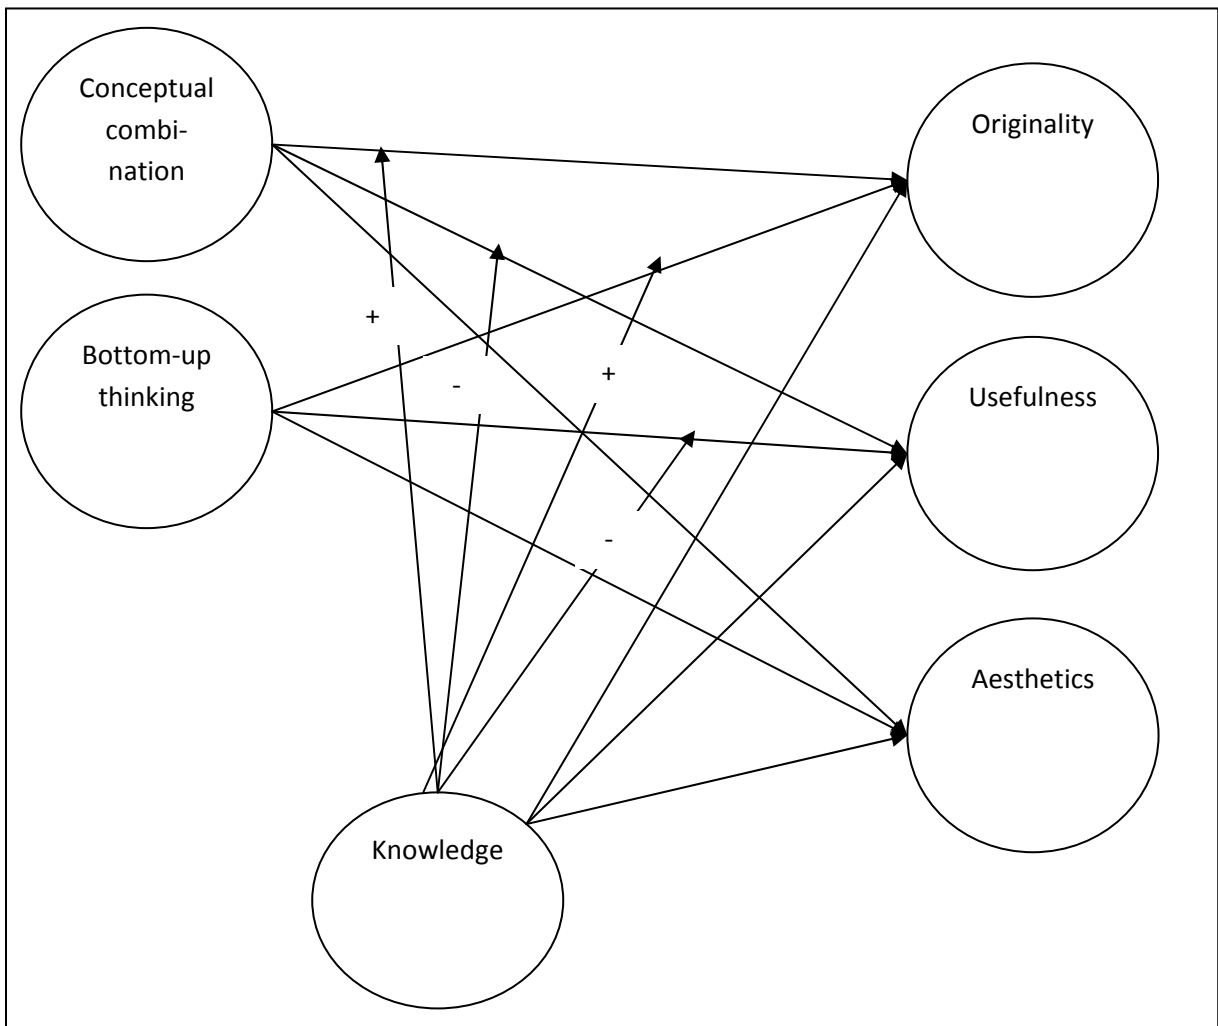 Conceptual
combi-
nation
Originality
Bottom-up
thinking
Usefulness
+
-
+
-
Aesthetics
Knowledge